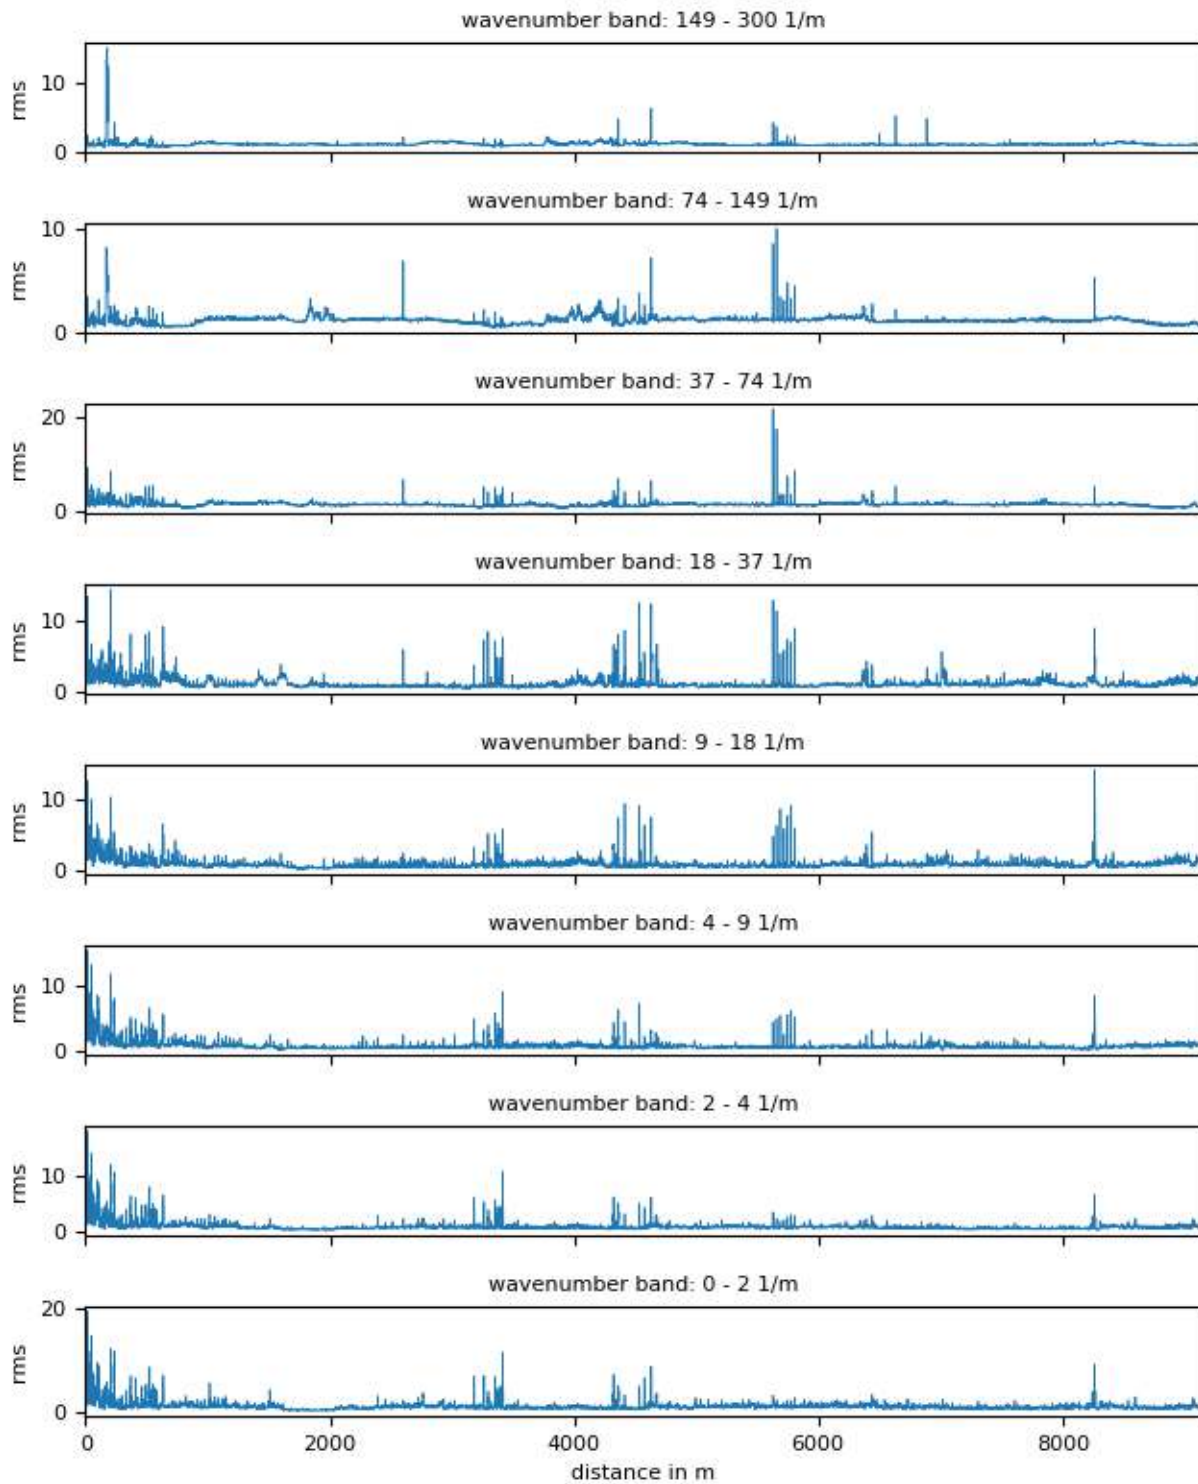 wavenumber band: 149 - 300 1/m
10
rms
0
wavenumber band: 74 - 149 1/m
10
rms
0
wavenumber band: 37 - 74 1/m
20
rms
0
wavenumber band: 18 - 37 1/m
10
rms
0
wavenumber band: 9 - 18 1/m
10
rms
0
wavenumber band: 4 - 9 1/m
10
rms
0
wavenumber band: 2 - 4 1/m
10
rms
0
wavenumber band: 0 - 2 1/m
20
rms
0
0 2000 4000 6000 8000
distance in m